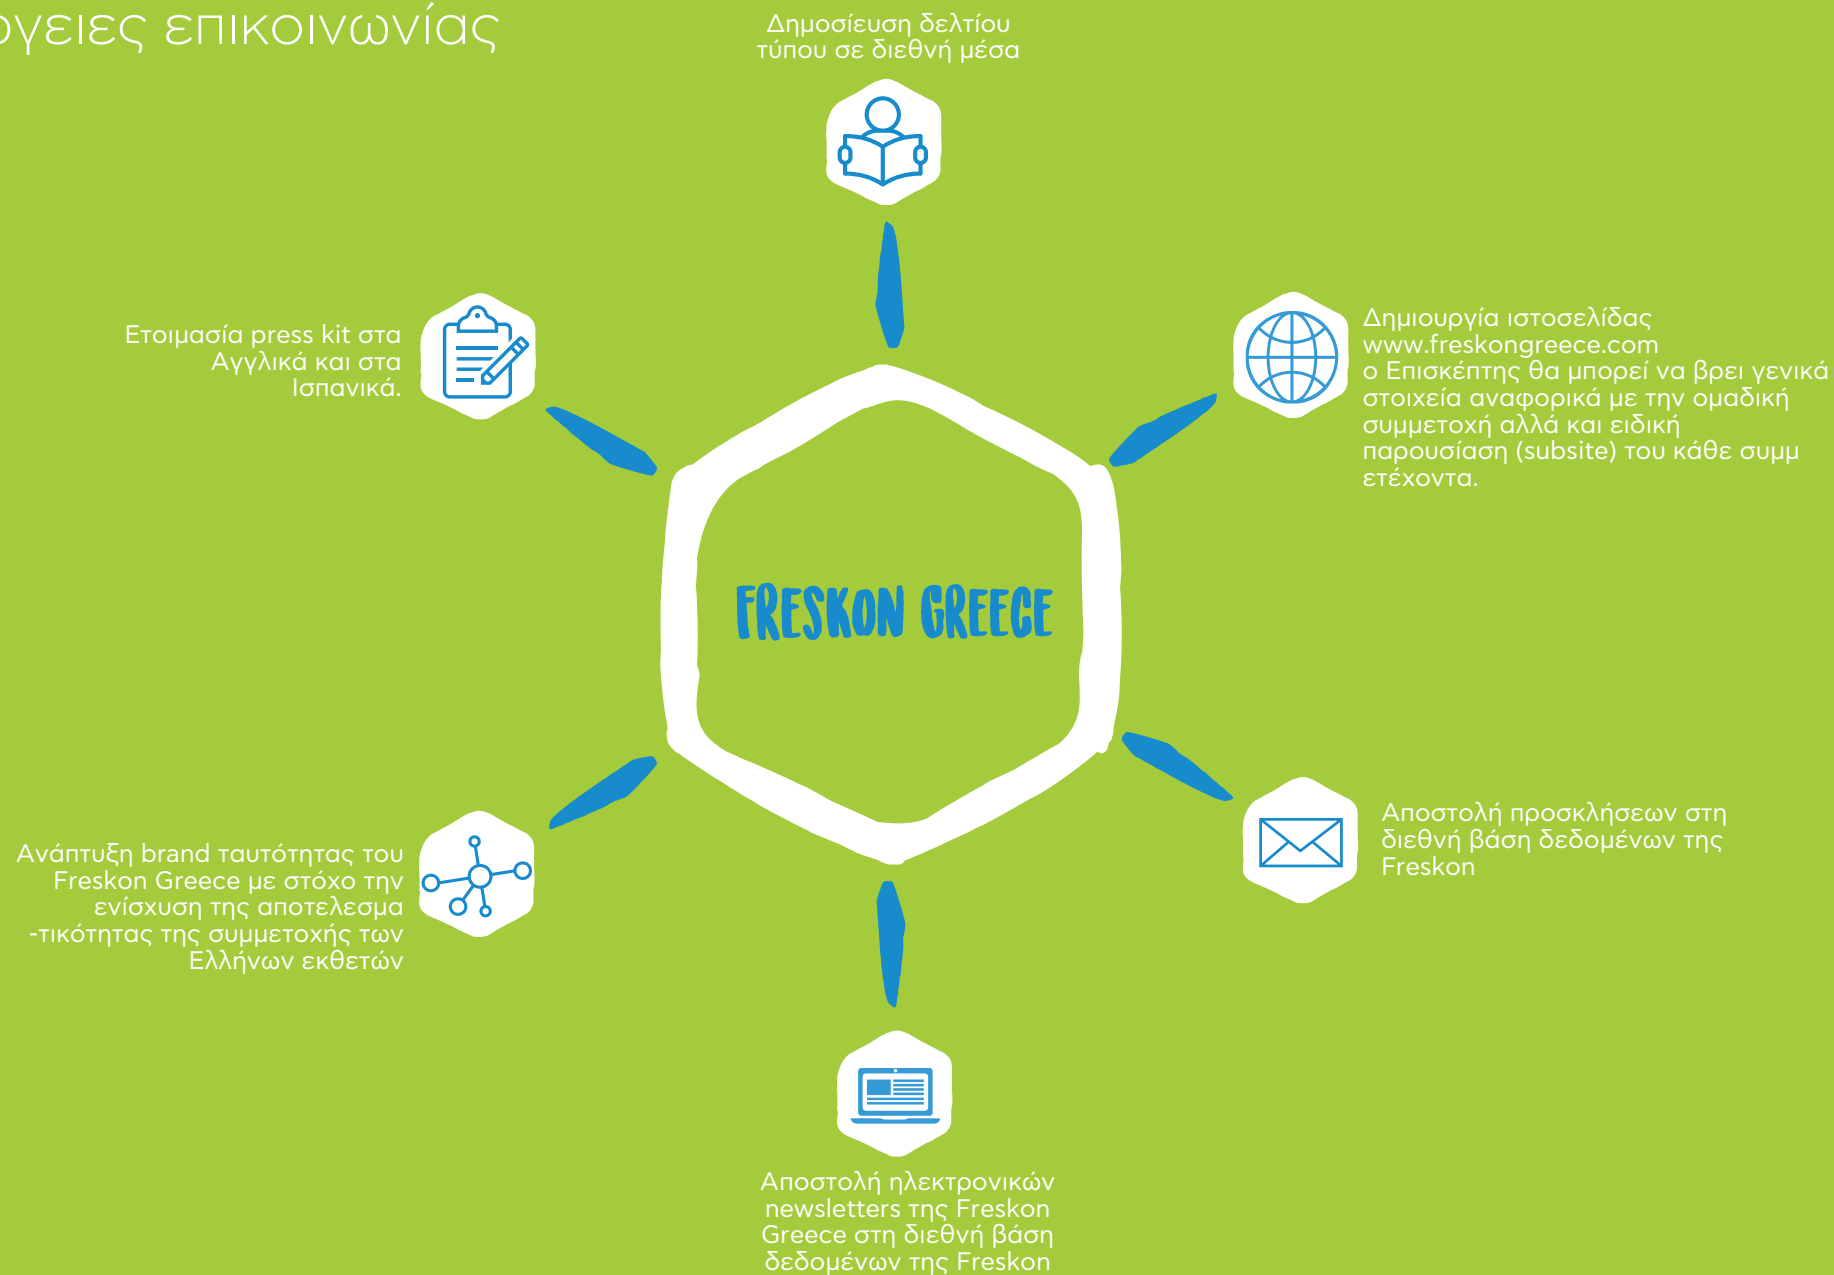 ργειες επικοινωνίας
Δημοσίευση δελτίου
τύπου σε διεθνή μέσα
Ετοιμασία press kit στα
Αγγλικά και στα
Ισπανικά.
Δημιουργία ιστοσελίδας
www.freskongreece.com
ο Επισκέπτης θα μπορεί να βρει γενικά
στοιχεία αναφορικά με την ομαδική
συμμετοχή αλλά και ειδική
παρουσίαση (subsite) του κάθε συμμ
ετέχοντα.
FRESKON GREECE
Ανάπτυξη brand ταυτότητας του
Freskon Greece με στόχο την
ενίσχυση της αποτελεσμα
-τικότητας της συμμετοχής των
Ελλήνων εκθετών
Αποστολή προσκλήσεων στη
διεθνή βάση δεδομένων της
Freskon
Αποστολή ηλεκτρονικών
newsletters της Freskon
Greece στη διεθνή βάση
δεδομένων της Freskon